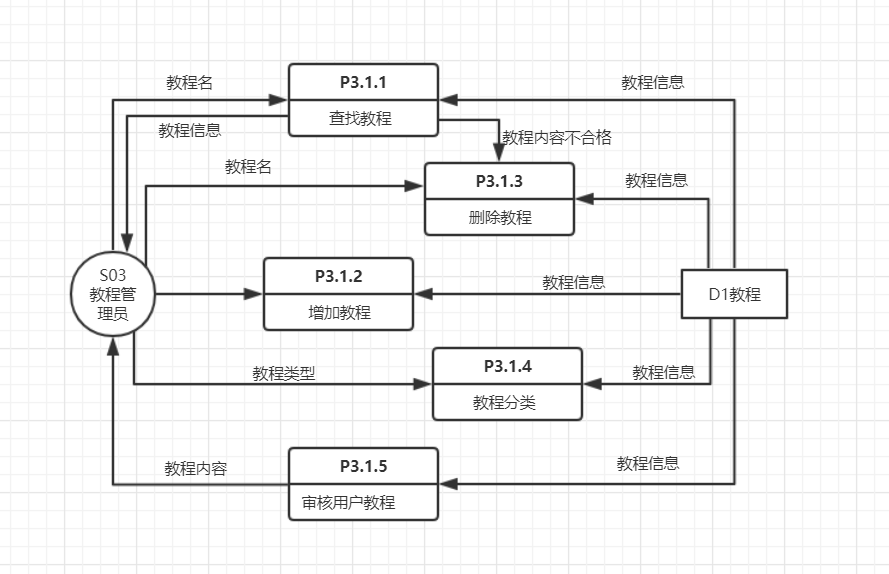 P3.1.1
查找教程
教程名
教程信息
教程信息
教程内容不合格
教程名
P3.1.3
删除教程
教程信息
S03
教程管
理员
P3.1.2
增加教程
教程信息
D1教程
教程类型
P3.1.4
教程分类
教程信息
教程内容
P3.1.5
审核用户教程
教程信息